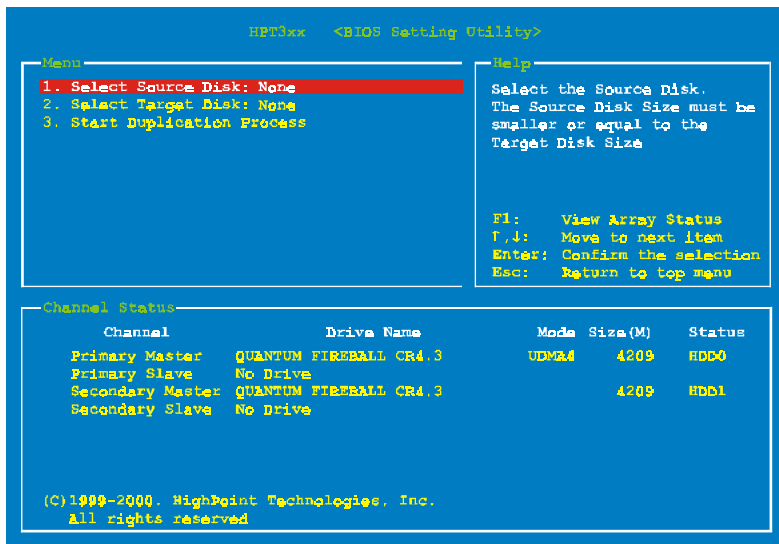 HPT3xx <BIOS Setting Utility>
Menu
1. Select Source Disk: None
2. Select Target Disk: None
3. Start Duplication Process
Help
Select the Source Disk.
The Source Disk Size must be
smaller or equal to the
Target Disk Size
F1: View Array Status
↑,↓: Move to next item
Enter: Confirm the selection
Esc: Return to top menu
Channel Status
Channel Drive Name Mode Size(M) Status
Primary Master QUANTUM FIREBALL CR4.3 UDMA4 4209 HDD0
Primary Slave No Drive
Secondary Master QUANTUM FIREBALL CR4.3 4209 HDD1
Secondary Slave No Drive
(C)1999-2000. HighPoint Technologies, Inc.
All rights reserved